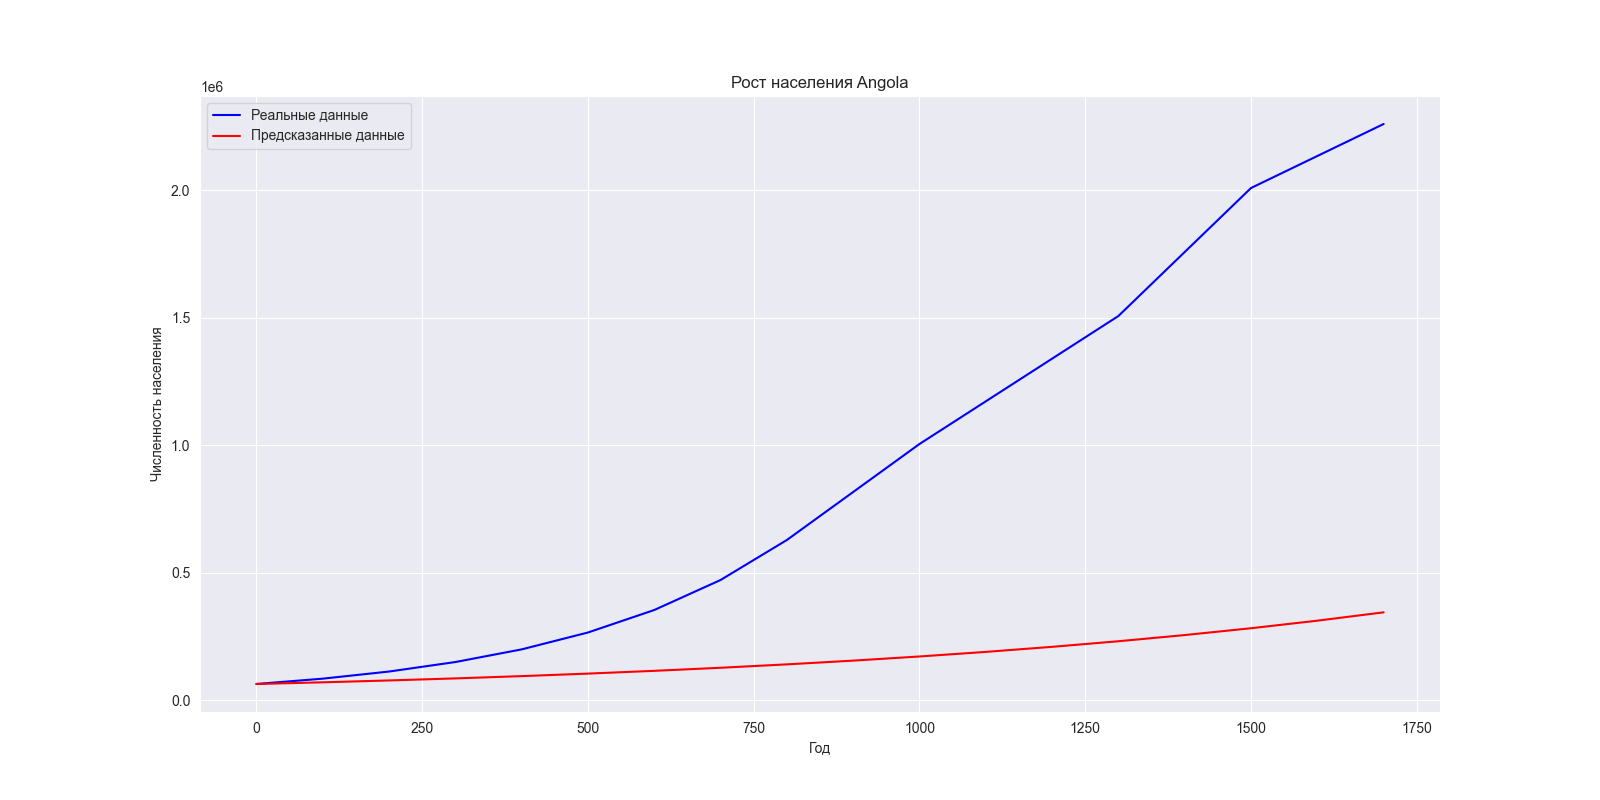 Рост населения Angola
1e6
Реальные данные
Предсказанные данные
2.0
1.5
1.0
0.5
0.0
Численность населения
0 250 500 750 1000 1250 1500 1750
Год